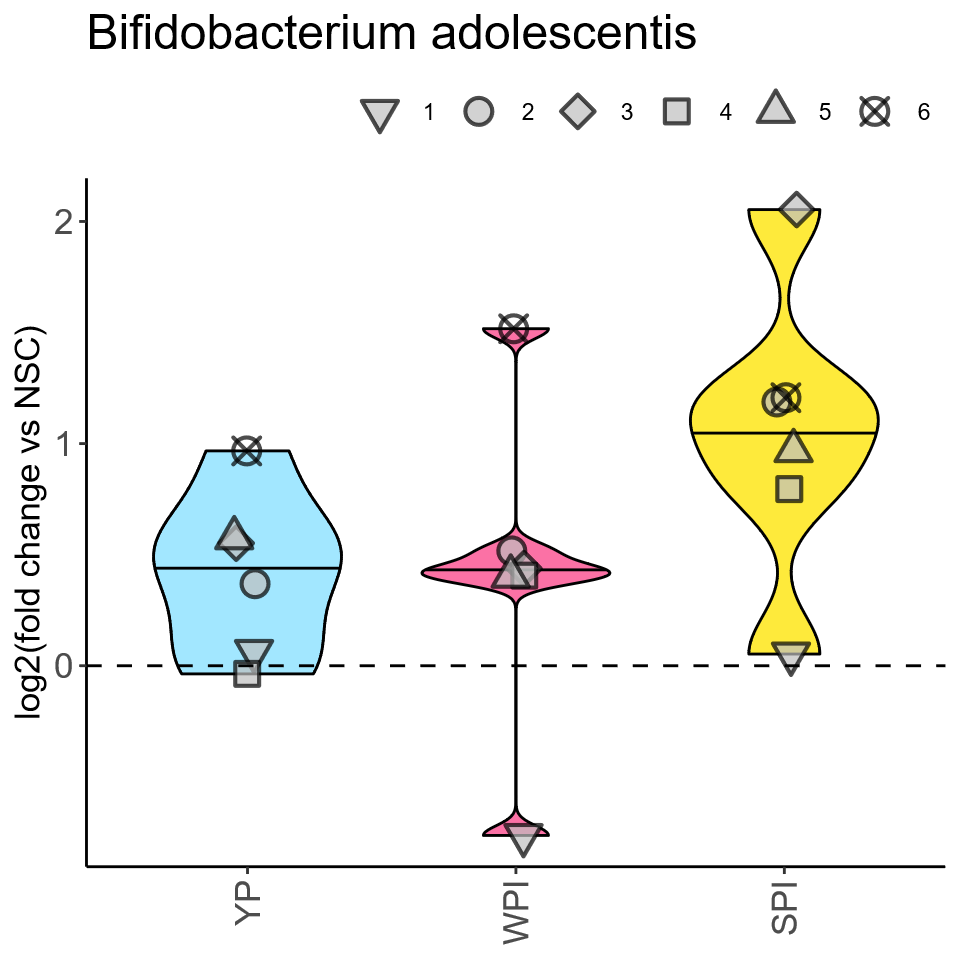 Bifidobacterium adolescentis
1 2 3 4 5 6
log2(fold change vs NSC)
2
1
0
YP WPI SPI